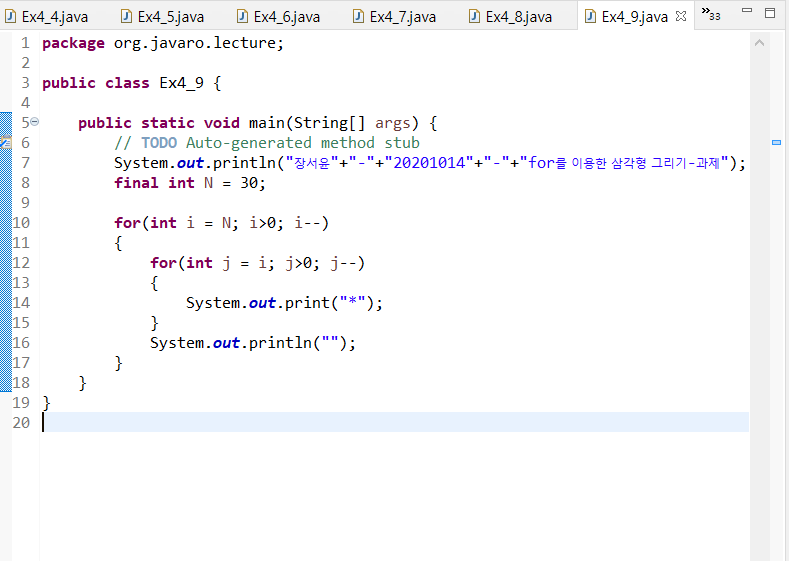 Ex4_4.java Ex4_5.java Ex4_6.java Ex4_7.java Ex4_8.java Ex4_9.java »33
1 package org.javaro.lecture;
2
3 public class Ex4_9 {
4
5     public static void main(String[] args) {
6         // TODO Auto-generated method stub
7         System.out.println("장서윤"+"-"+"20201014"+"-"+"for를 이용한 삼각형 그리기-과제");
8         final int N = 30;
9
10         for(int i = N; i>0; i--)
11         {
12             for(int j = i; j>0; j--)
13             {
14                 System.out.print("*");
15             }
16             System.out.println("");
17         }
18     }
19 }
20